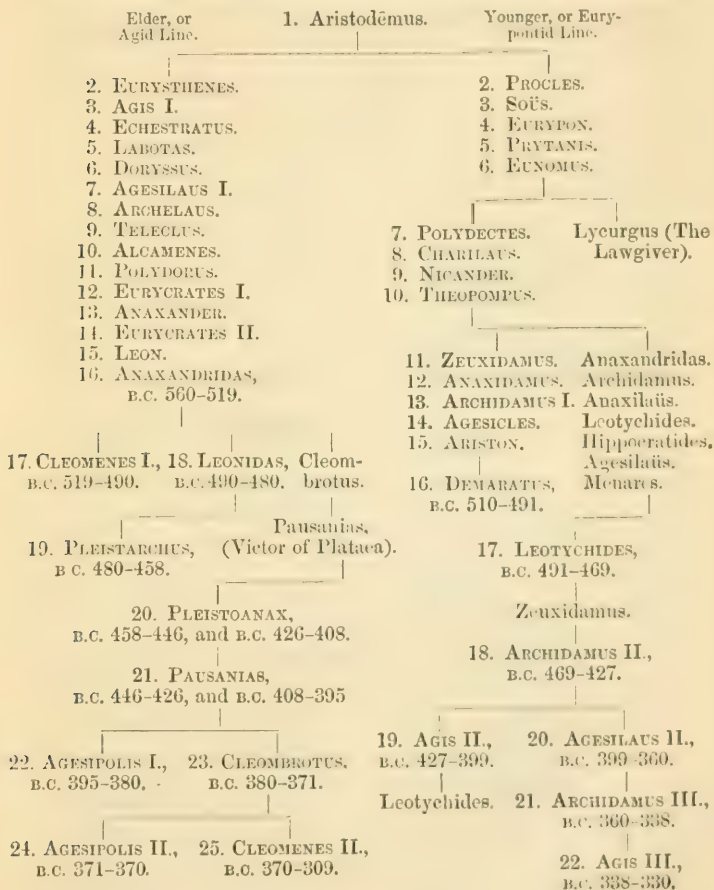 Elder, or
Agid Line.
1. Aristodēmus.
Younger, or Eury-
pontid Line.
2. EURYSTHENES.
3. AGIS I.
4. ECHESTRATUS.
5. LABOTAS.
6. DORYSSUS.
7. AGESILAUS I.
8. ARCHELAUS.
9. TELECLUS.
10. ALCAMENES.
11. POLYDORUS.
12. EURYCRATES I.
13. ANAXANDER.
14. EURYCRATES II.
15. LEON.
16. ANAXANDRIDAS,
B.C. 560–519.
17. CLEOMENES I., 18. LEONIDAS, Cleom-
B.C. 519–490. B.C. 490–480. brotus.
Pausanias,
19. PLEISTARCHUS, (Victor of Plataea).
B C. 480–458.
20. PLEISTOANAX,
B.C. 458–446, and B.C. 426–408.
21. PAUSANIAS,
B.C. 446–426, and B.C. 408–395
22. AGESIPOLIS I., 23. CLEOMBROTUS,
B.C. 395–380. B.C. 380–371.
24. AGESIPOLIS II., 25. CLEOMENES II.,
B.C. 371–370. B.C. 370–309.
2. PROCLES.
3. SOÜS.
4. EURYPON.
5. PRYTANIS.
6. EUNOMUS.
7. POLYDECTES. Lycurgus (The
8. CHARILAUS. Lawgiver).
9. NICANDER.
10. THEOPOMPUS.
11. ZEUXIDAMUS. Anaxandridas.
12. ANAXIDAMUS. Archidamus.
13. ARCHIDAMUS I. Anaxilaüs.
14. AGESICLES. Leotychides.
15. ARISTON. Hippocratides.
Agesilaüs.
16. DEMARATUS, Menares.
B.C. 510–491.
17. LEOTYCHIDES,
B.C. 491–469.
Zeuxidamus.
18. ARCHIDAMUS II.,
B.C. 469–427.
19. AGIS II., 20. AGESILAUS II.,
B.C. 427–399. B.C. 399–360.
Leotychides. 21. ARCHIDAMUS III.,
B.C. 360–338.
22. AGIS III.,
B.C. 338–330.